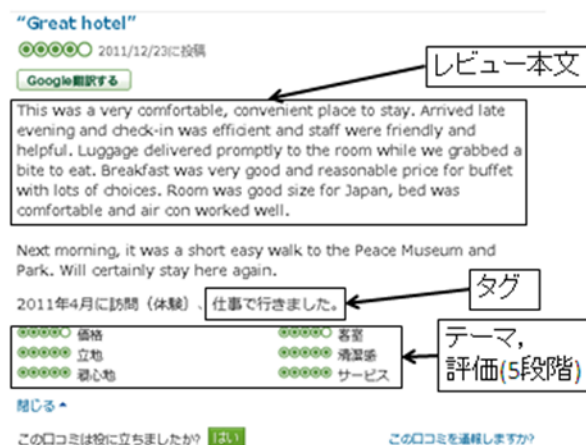 “Great hotel”
2011/12/23に投稿
レビュー本文
Google翻訳する
This was a very comfortable, convenient place to stay. Arrived late
evening and check-in was efficient and staff were friendly and
helpful. Luggage delivered promptly to the room while we grabbed a
bite to eat. Breakfast was very good and reasonable price for buffet
with lots of choices. Room was good size for Japan, bed was
comfortable and air con worked well.
Next morning, it was a short easy walk to the Peace Museum and
Park. Will certainly stay here again.
タグ
2011年4月に訪問（体験）、仕事で行きました。
価格 客室
立地 清潔感
寝心地 サービス
テーマ,
評価(5段階)
閉じる
この口コミは役に立ちましたか? はい この口コミを通報しますか?